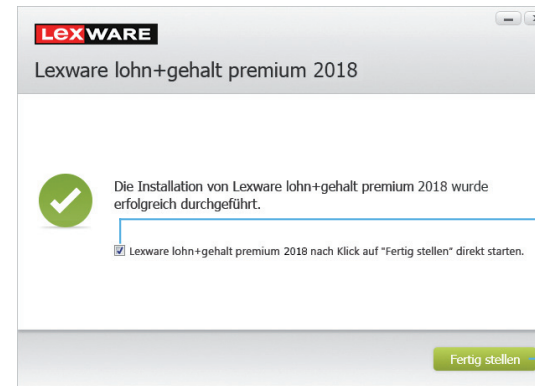 LEXWARE
Lexware lohn+gehalt premium 2018
Die Installation von Lexware lohn+gehalt premium 2018 wurde
erfolgreich durchgeführt.
Lexware lohn+gehalt premium 2018 nach Klick auf "Fertig stellen" direkt starten.
Fertig stellen